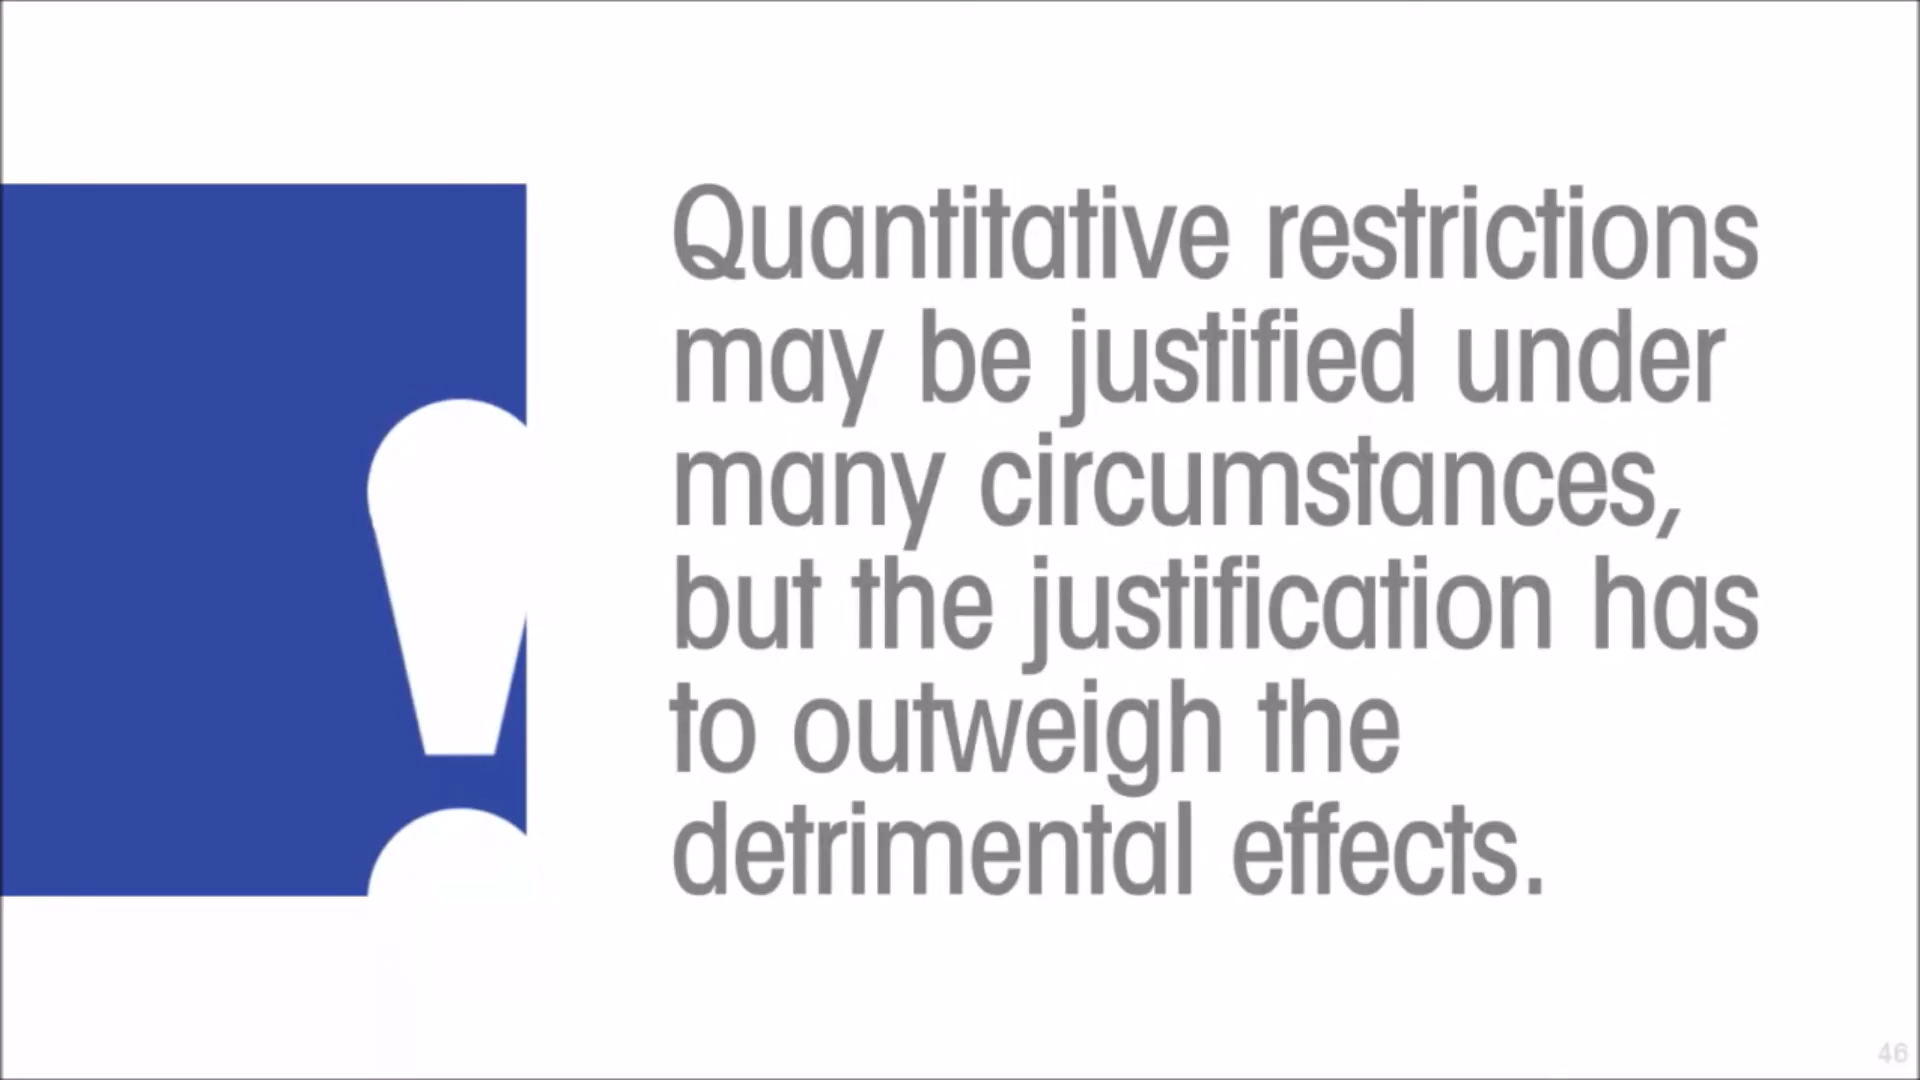 Quantitative restrictions
may be justified under
many circumstances,
but the justification has
to outweigh the
detrimental effects.
46